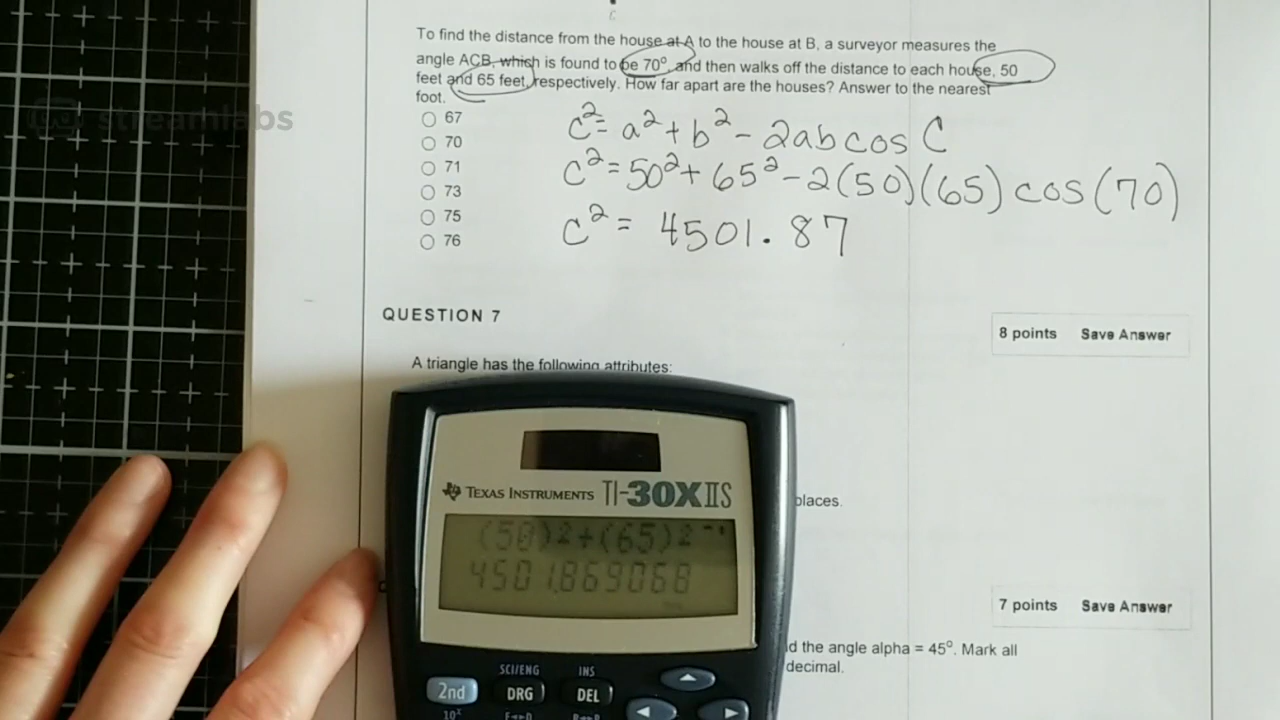 To find the distance from the house at A to the house at B, a surveyor measures the
angle ACB, which is found to be 70°, and then walks off the distance to each house, 50
feet and 65 feet, respectively. How far apart are the houses? Answer to the nearest
foot.
streamlabs
67
70
71
73
75
76
c² = a² + b² - 2ab cos C
c² = 50² + 65² - 2(50)(65) cos(70)
c² = 4501.87
QUESTION 7
8 points Save Answer
A triangle has the following attributes:
TEXAS INSTRUMENTS TI-30X IIS
places.
(50)²+(65)²-
4501.869068
7 points Save Answer
d the angle alpha = 45°. Mark all
decimal.
SCI/ENG INS
2nd DRG DEL
10ˣ